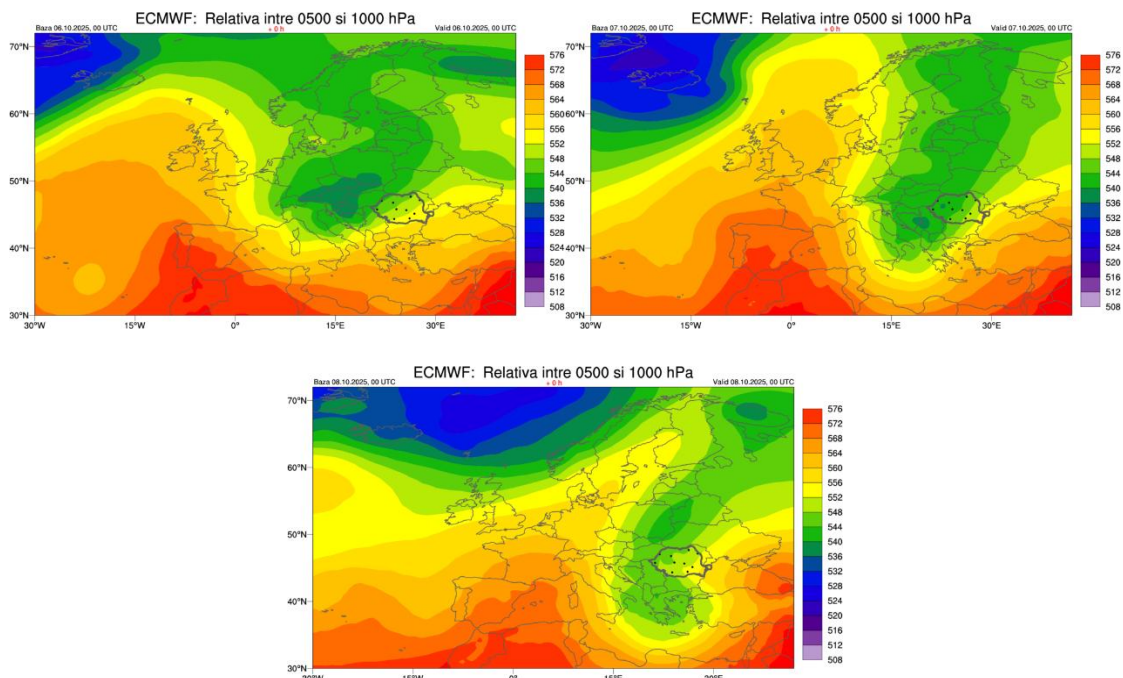 ECMWF: Relativa intre 0500 si 1000 hPa
Baza 06.10.2025, 00 UTC
+ 0 h
Valid 06.10.2025, 00 UTC
70°N
60°N
50°N
40°N
30°N
30°W
15°W
0°
15°E
30°E
576
572
568
564
560
556
552
548
544
540
536
532
528
524
520
516
512
508
ECMWF: Relativa intre 0500 si 1000 hPa
Baza 07.10.2025, 00 UTC
+ 0 h
Valid 07.10.2025, 00 UTC
70°N
60°N
50°N
40°N
30°N
30°W
15°W
0°
15°E
30°E
576
572
568
564
560
556
552
548
544
540
536
532
528
524
520
516
512
508
ECMWF: Relativa intre 0500 si 1000 hPa
Baza 08.10.2025, 00 UTC
+ 0 h
Valid 08.10.2025, 00 UTC
70°N
60°N
50°N
40°N
30°N
15°W
0°
15°E
576
572
568
564
560
556
552
548
544
540
536
532
528
524
520
516
512
508